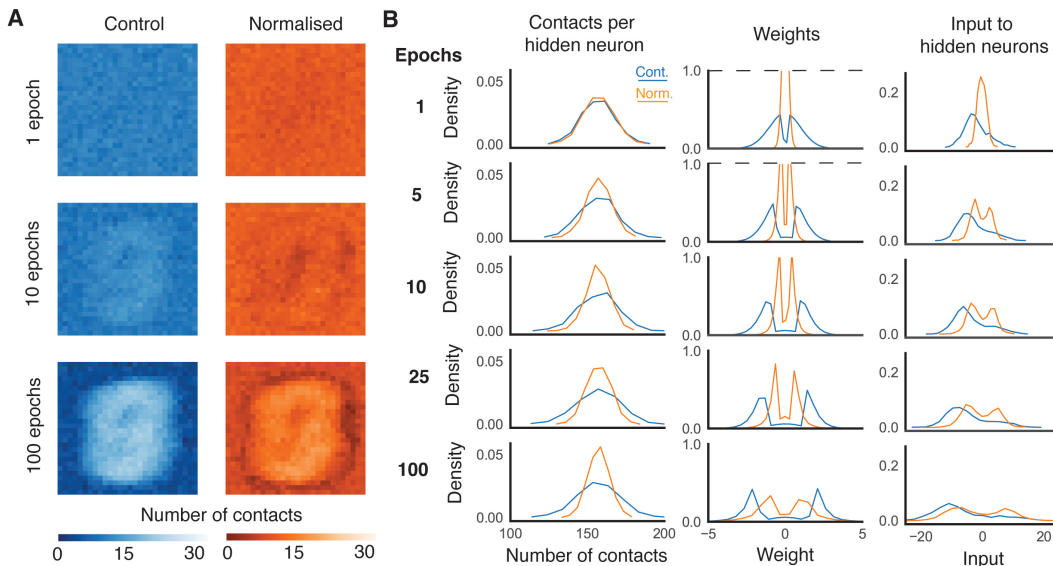 A
Control
Normalised
1 epoch
10 epochs
100 epochs
Number of contacts
0
15
30
0
15
30
B
Contacts per
hidden neuron
Weights
Input to
hidden neurons
Epochs
1
5
10
25
100
Cont.
Norm.
Density
0.05
0.00
1.0
0.0
0.2
0.0
Density
0.05
0.00
1.0
0.0
0.2
0.0
Density
0.05
0.00
1.0
0.0
0.2
0.0
Density
0.05
0.00
1.0
0.0
0.2
0.0
Density
0.05
0.00
1.0
0.0
0.2
0.0
100
150
200
Number of contacts
−5
0
5
Weight
−20
0
20
Input